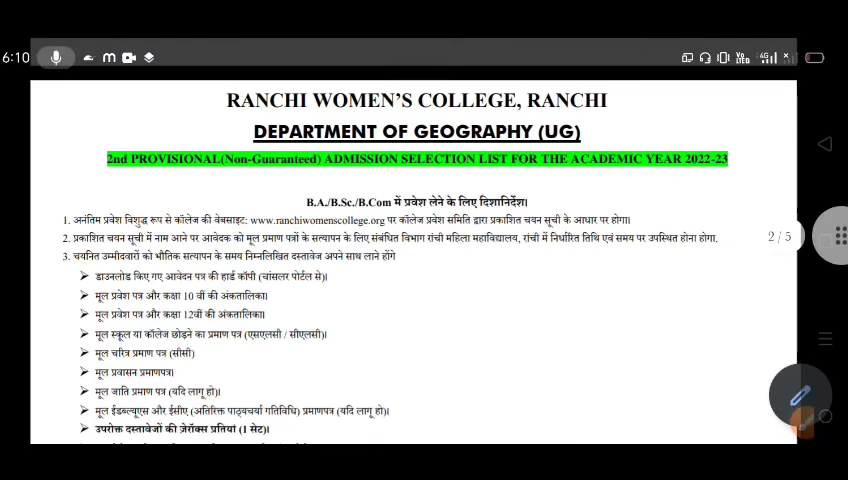 6:10
Vo LTED
4G
RANCHI WOMEN'S COLLEGE, RANCHI
DEPARTMENT OF GEOGRAPHY (UG)
2nd PROVISIONAL(Non-Guaranteed) ADMISSION SELECTION LIST FOR THE ACADEMIC YEAR 2022-23
B.A./B.Sc./B.Com में प्रवेश लेने के लिए दिशानिर्देश।
1. अनंतिम प्रवेश विशुद्ध रूप से कॉलेज की वेबसाइट: www.ranchiwomenscollege.org पर कॉलेज प्रवेश समिति द्वारा प्रकाशित चयन सूची के आधार पर होगा।
2. प्रकाशित चयन सूची में नाम आने पर आवेदक को मूल प्रमाण पत्रों के सत्यापन के लिए संबंधित विभाग रांची महिला महाविद्यालय, रांची में निर्धारित तिथि एवं समय पर उपस्थित होना होगा.
2 / 5
3. चयनित उम्मीदवारों को भौतिक सत्यापन के समय निम्नलिखित दस्तावेज अपने साथ लाने होंगे
➢ डाउनलोड किए गए आवेदन पत्र की हार्ड कॉपी (चांसलर पोर्टल से)।
➢ मूल प्रवेश पत्र और कक्षा 10 वीं की अंकतालिका।
➢ मूल प्रवेश पत्र और कक्षा 12वीं की अंकतालिका।
➢ मूल स्कूल या कॉलेज छोड़ने का प्रमाण पत्र (एसएलसी / सीएलसी)।
➢ मूल चरित्र प्रमाण पत्र (सीसी)
➢ मूल प्रवासन प्रमाणपत्र।
➢ मूल जाति प्रमाण पत्र (यदि लागू हो)।
➢ मूल ईडब्ल्यूएस और ईसीए (अतिरिक्त पाठ्यचर्या गतिविधि) प्रमाणपत्र (यदि लागू हो)।
➢ उपरोक्त दस्तावेजों की ज़ेरॉक्स प्रतियां (1 सेट)।